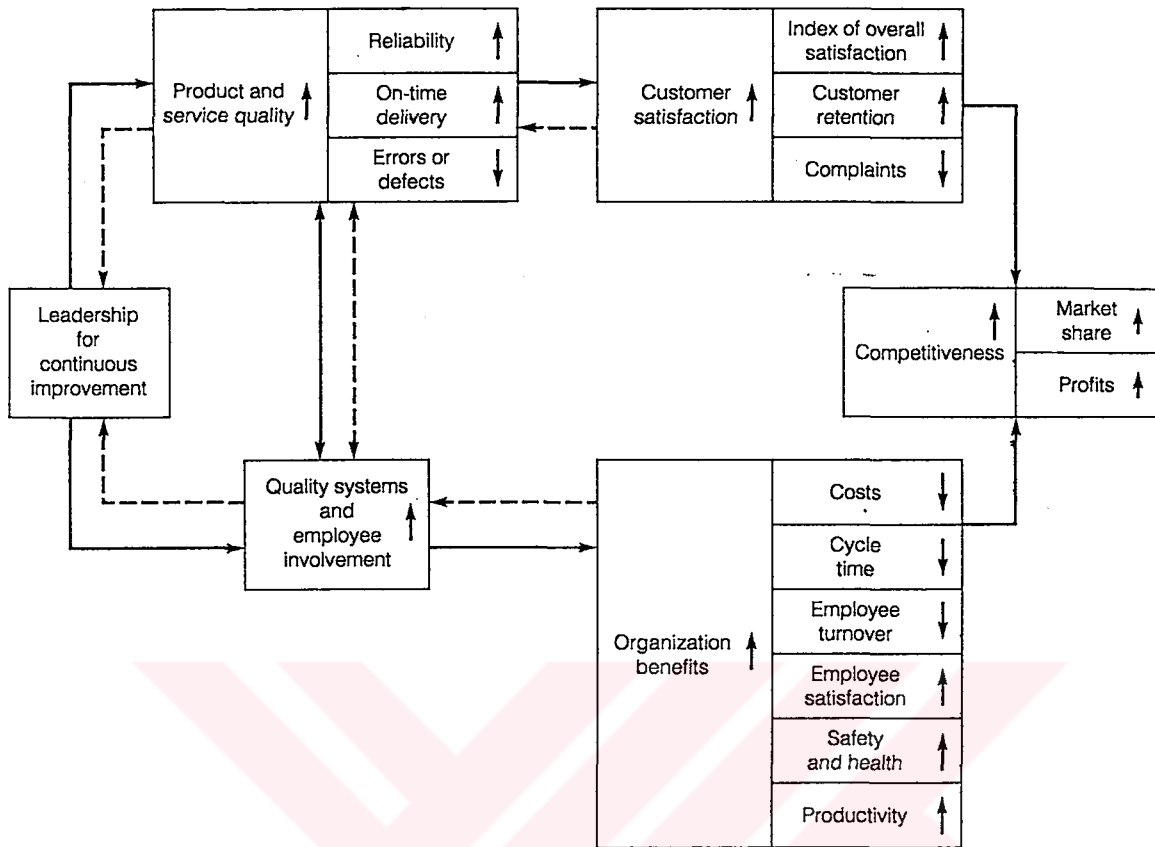 Product and
service quality
Reliability
On-time
delivery
Errors or
defects
Customer
satisfaction
Index of overall
satisfaction
Customer
retention
Complaints
Leadership
for
continuous
improvement
Competitiveness
Market
share
Profits
Quality systems
and
employee
involvement
Organization
benefits
Costs
Cycle
time
Employee
turnover
Employee
satisfaction
Safety
and health
Productivity